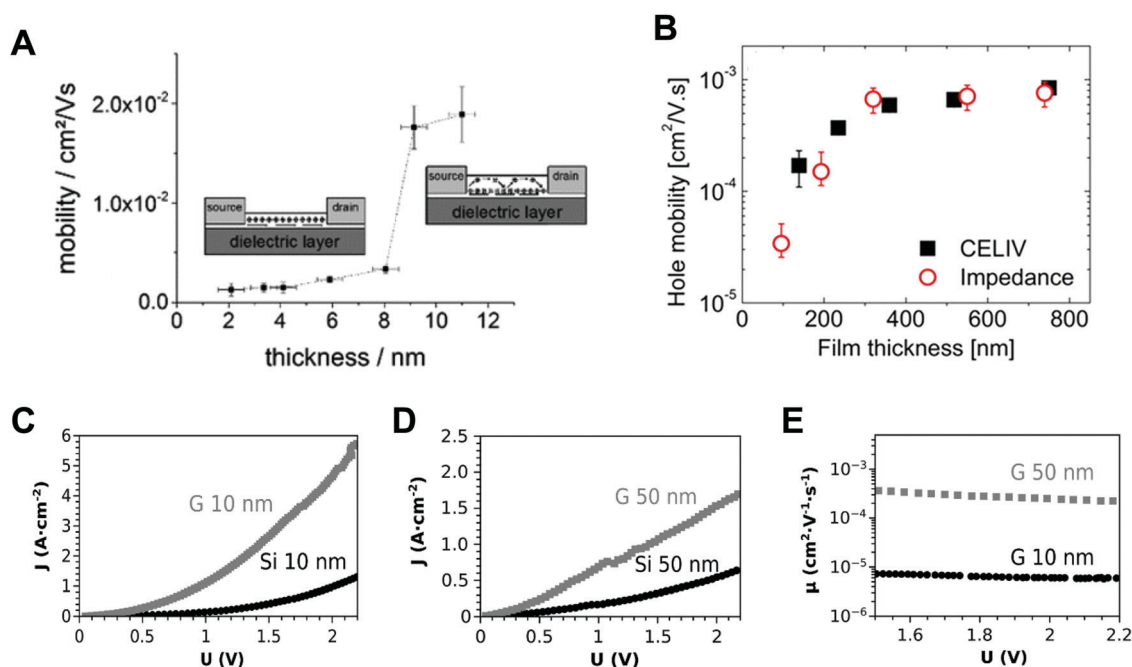 A
mobility / cm²/Vs
2.0x10⁻²
1.0x10⁻²
0.0
source
drain
dielectric layer
source
drain
dielectric layer
0 2 4 6 8 10 12
thickness / nm
B
Hole mobility [cm²/V.s]
10⁻³
10⁻⁴
10⁻⁵
CELIV
Impedance
0 200 400 600 800
Film thickness [nm]
C
J (A·cm⁻²)
6
5
4
3
2
1
0
G 10 nm
Si 10 nm
0 0.5 1 1.5 2
U (V)
D
J (A·cm⁻²)
2.5
2.0
1.5
1.0
0.5
0
G 50 nm
Si 50 nm
0 0.5 1 1.5 2
U (V)
E
μ (cm²·V⁻¹·s⁻¹)
10⁻³
10⁻⁴
10⁻⁵
10⁻⁶
G 50 nm
G 10 nm
1.6 1.8 2 2.2
U (V)